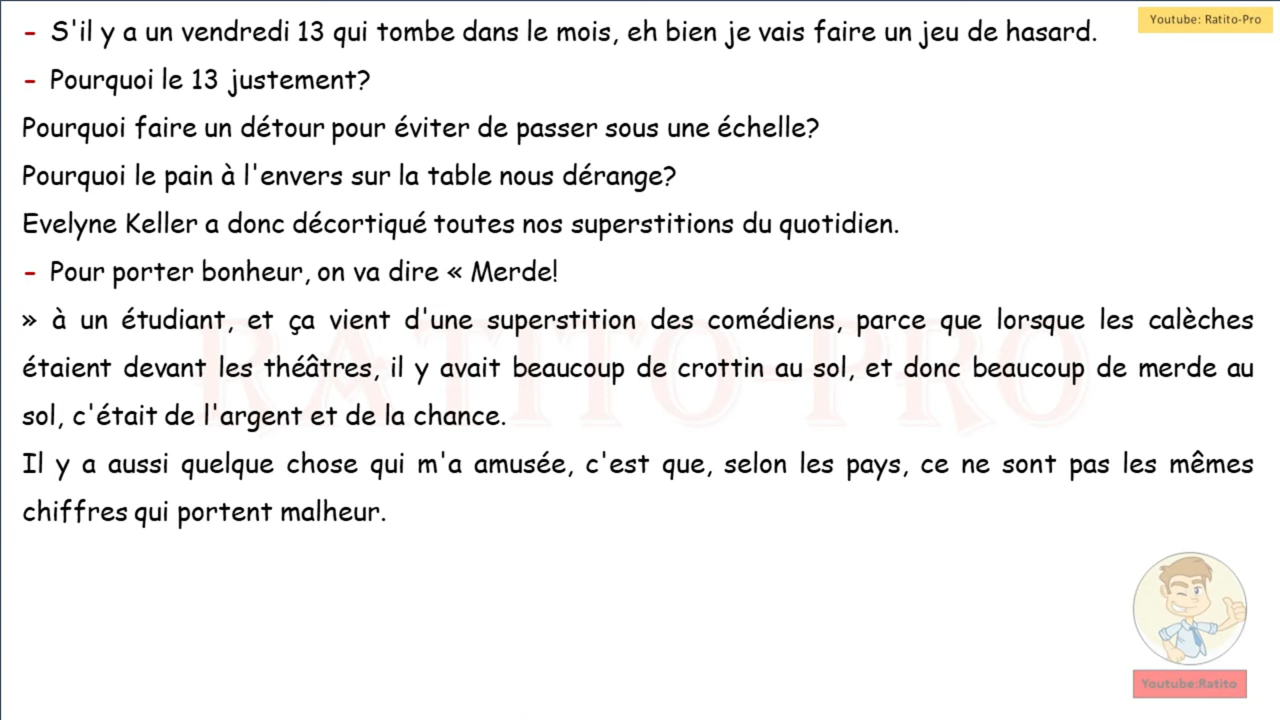 Youtube: Ratito-Pro
- S'il y a un vendredi 13 qui tombe dans le mois, eh bien je vais faire un jeu de hasard.
- Pourquoi le 13 justement?
Pourquoi faire un détour pour éviter de passer sous une échelle?
Pourquoi le pain à l'envers sur la table nous dérange?
Evelyne Keller a donc décortiqué toutes nos superstitions du quotidien.
- Pour porter bonheur, on va dire « Merde!
» à un étudiant, et ça vient d'une superstition des comédiens, parce que lorsque les calèches
étaient devant les théâtres, il y avait beaucoup de crottin au sol, et donc beaucoup de merde au
sol, c'était de l'argent et de la chance.
Il y a aussi quelque chose qui m'a amusée, c'est que, selon les pays, ce ne sont pas les mêmes
chiffres qui portent malheur.
RATITO-PRO
Youtube:Ratito